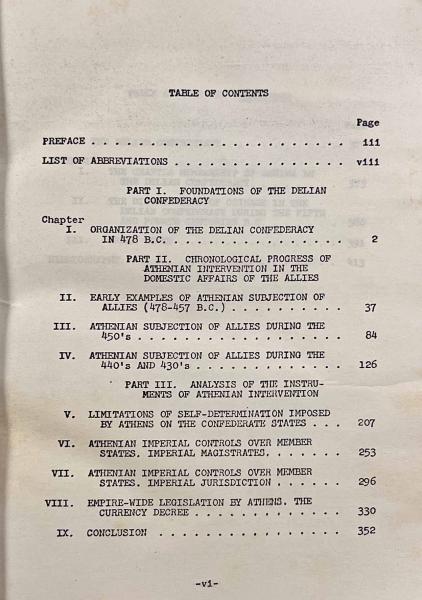 TABLE OF CONTENTS
Page
PREFACE . . . . . . . . . . . . . . . . . . . . iii
LIST OF ABBREVIATIONS . . . . . . . . . . . . . viii
PART I. FOUNDATIONS OF THE DELIAN
CONFEDERACY
Chapter
I. ORGANIZATION OF THE DELIAN CONFEDERACY
IN 478 B.C. . . . . . . . . . . . . . . 2
PART II. CHRONOLOGICAL PROGRESS OF
ATHENIAN INTERVENTION IN THE
DOMESTIC AFFAIRS OF THE ALLIES
II. EARLY EXAMPLES OF ATHENIAN SUBJECTION OF
ALLIES (478-457 B.C.) . . . . . . . . . . 37
III. ATHENIAN SUBJECTION OF ALLIES DURING THE
450's . . . . . . . . . . . . . . . . . 84
IV. ATHENIAN SUBJECTION OF ALLIES DURING THE
440's AND 430's . . . . . . . . . . . . . 126
PART III. ANALYSIS OF THE INSTRU-
MENTS OF ATHENIAN INTERVENTION
V. LIMITATIONS OF SELF-DETERMINATION IMPOSED
BY ATHENS ON THE CONFEDERATE STATES . . . 207
VI. ATHENIAN IMPERIAL CONTROLS OVER MEMBER
STATES. IMPERIAL MAGISTRATES. . . . . . . 253
VII. ATHENIAN IMPERIAL CONTROLS OVER MEMBER
STATES. IMPERIAL JURISDICTION . . . . . . 296
VIII. EMPIRE-WIDE LEGISLATION BY ATHENS. THE
CURRENCY DECREE . . . . . . . . . . . . 330
IX. CONCLUSION . . . . . . . . . . . . . . . 352
-vi-